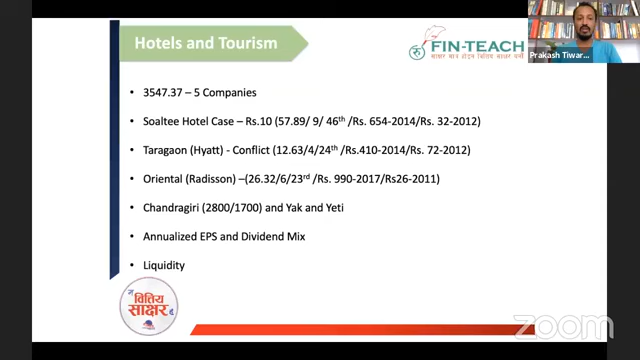 Hotels and Tourism
FIN-TEACH
Prakash Tiwar...
• 3547.37 – 5 Companies
• Soaltee Hotel Case – Rs.10 (57.89/ 9/ 46th /Rs. 654-2014/Rs. 32-2012)
• Taragaon (Hyatt) - Conflict (12.63/4/24th /Rs.410-2014/Rs. 72-2012)
• Oriental (Radisson) –(26.32/6/23rd /Rs. 990-2017/Rs26-2011)
• Chandragiri (2800/1700) and Yak and Yeti
• Annualized EPS and Dividend Mix
• Liquidity
वित्तिय
साक्षर
zoom